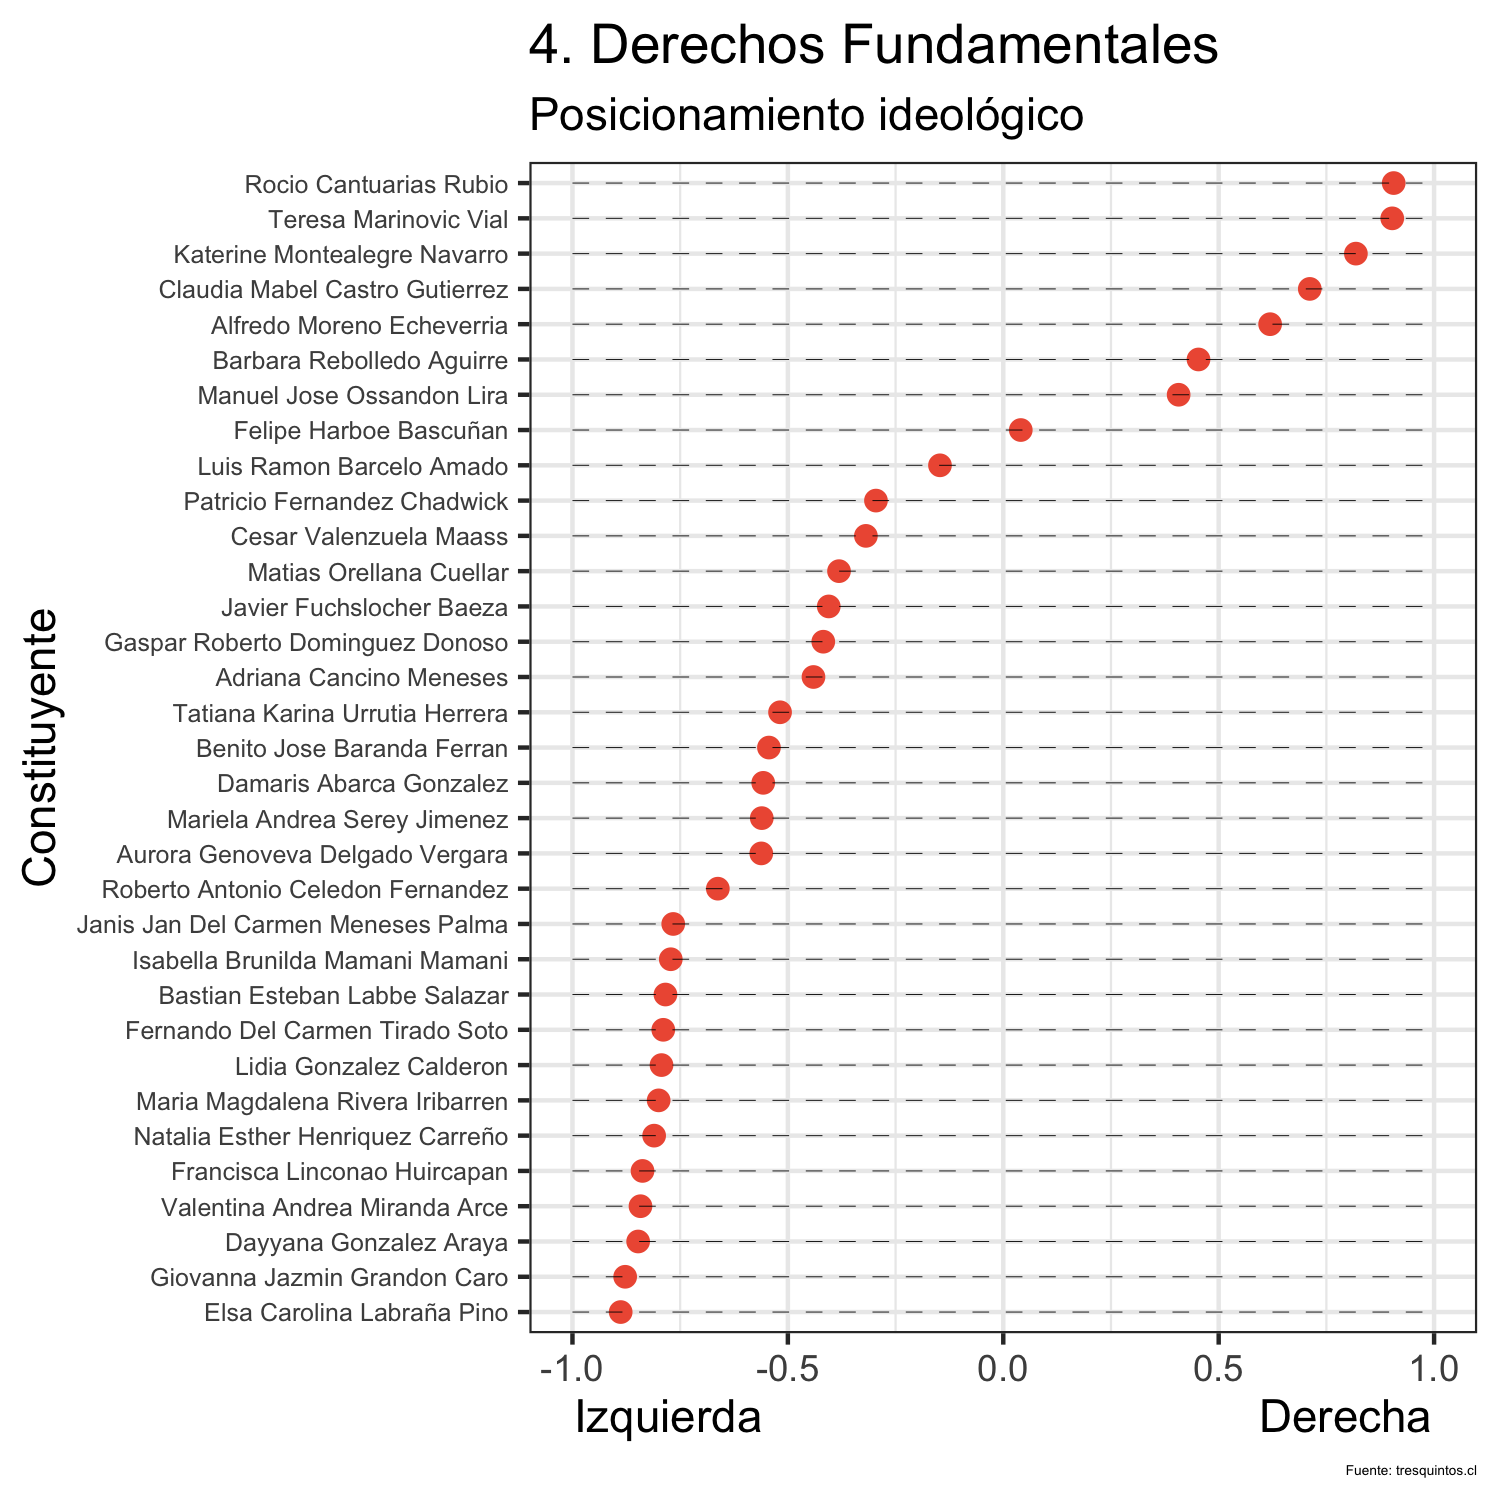 4. Derechos Fundamentales
Posicionamiento ideológico
Constituyente
Rocio Cantuarias Rubio
Teresa Marinovic Vial
Katerine Montealegre Navarro
Claudia Mabel Castro Gutierrez
Alfredo Moreno Echeverria
Barbara Rebolledo Aguirre
Manuel Jose Ossandon Lira
Felipe Harboe Bascuñan
Luis Ramon Barcelo Amado
Patricio Fernandez Chadwick
Cesar Valenzuela Maass
Matias Orellana Cuellar
Javier Fuchslocher Baeza
Gaspar Roberto Dominguez Donoso
Adriana Cancino Meneses
Tatiana Karina Urrutia Herrera
Benito Jose Baranda Ferran
Damaris Abarca Gonzalez
Mariela Andrea Serey Jimenez
Aurora Genoveva Delgado Vergara
Roberto Antonio Celedon Fernandez
Janis Jan Del Carmen Meneses Palma
Isabella Brunilda Mamani Mamani
Bastian Esteban Labbe Salazar
Fernando Del Carmen Tirado Soto
Lidia Gonzalez Calderon
Maria Magdalena Rivera Iribarren
Natalia Esther Henriquez Carreño
Francisca Linconao Huircapan
Valentina Andrea Miranda Arce
Dayyana Gonzalez Araya
Giovanna Jazmin Grandon Caro
Elsa Carolina Labraña Pino
-1.0 -0.5 0.0 0.5 1.0
Izquierda Derecha
Fuente: tresquintos.cl